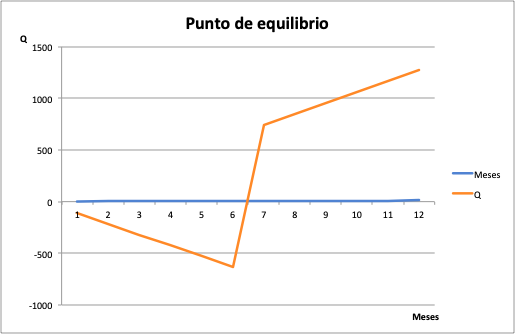 Punto de equilibrio
Q
1500
1000
500
0
-500
-1000
1 2 3 4 5 6 7 8 9 10 11 12
Meses
Meses
Q